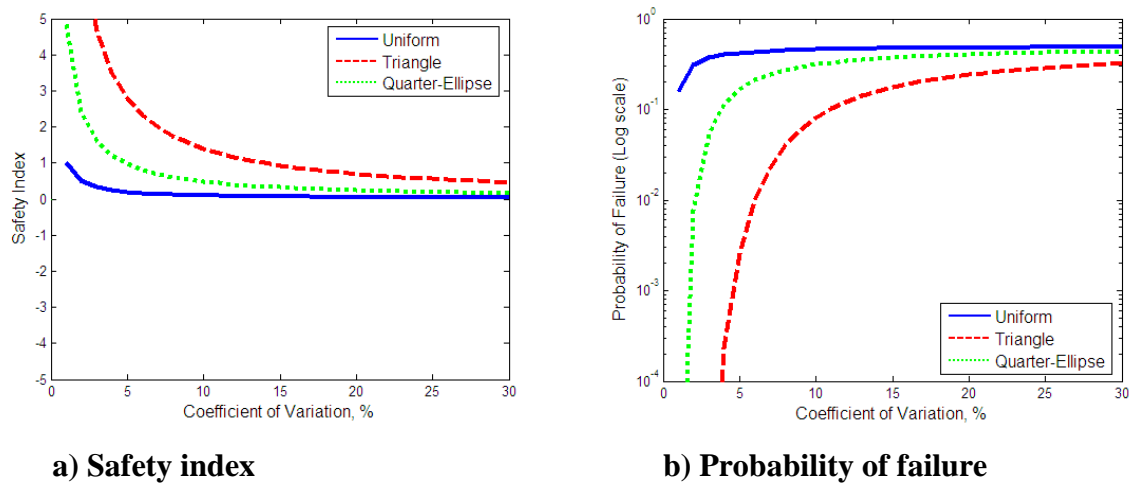 Safety Index
5
4
3
2
1
0
-1
-2
-3
-4
-5
0 5 10 15 20 25 30
Coefficient of Variation, %
Uniform
Triangle
Quarter-Ellipse
a) Safety index
Probability of Failure (Log scale)
10^0
10^-1
10^-2
10^-3
10^-4
0 5 10 15 20 25 30
Coefficient of Variation, %
Uniform
Triangle
Quarter-Ellipse
b) Probability of failure